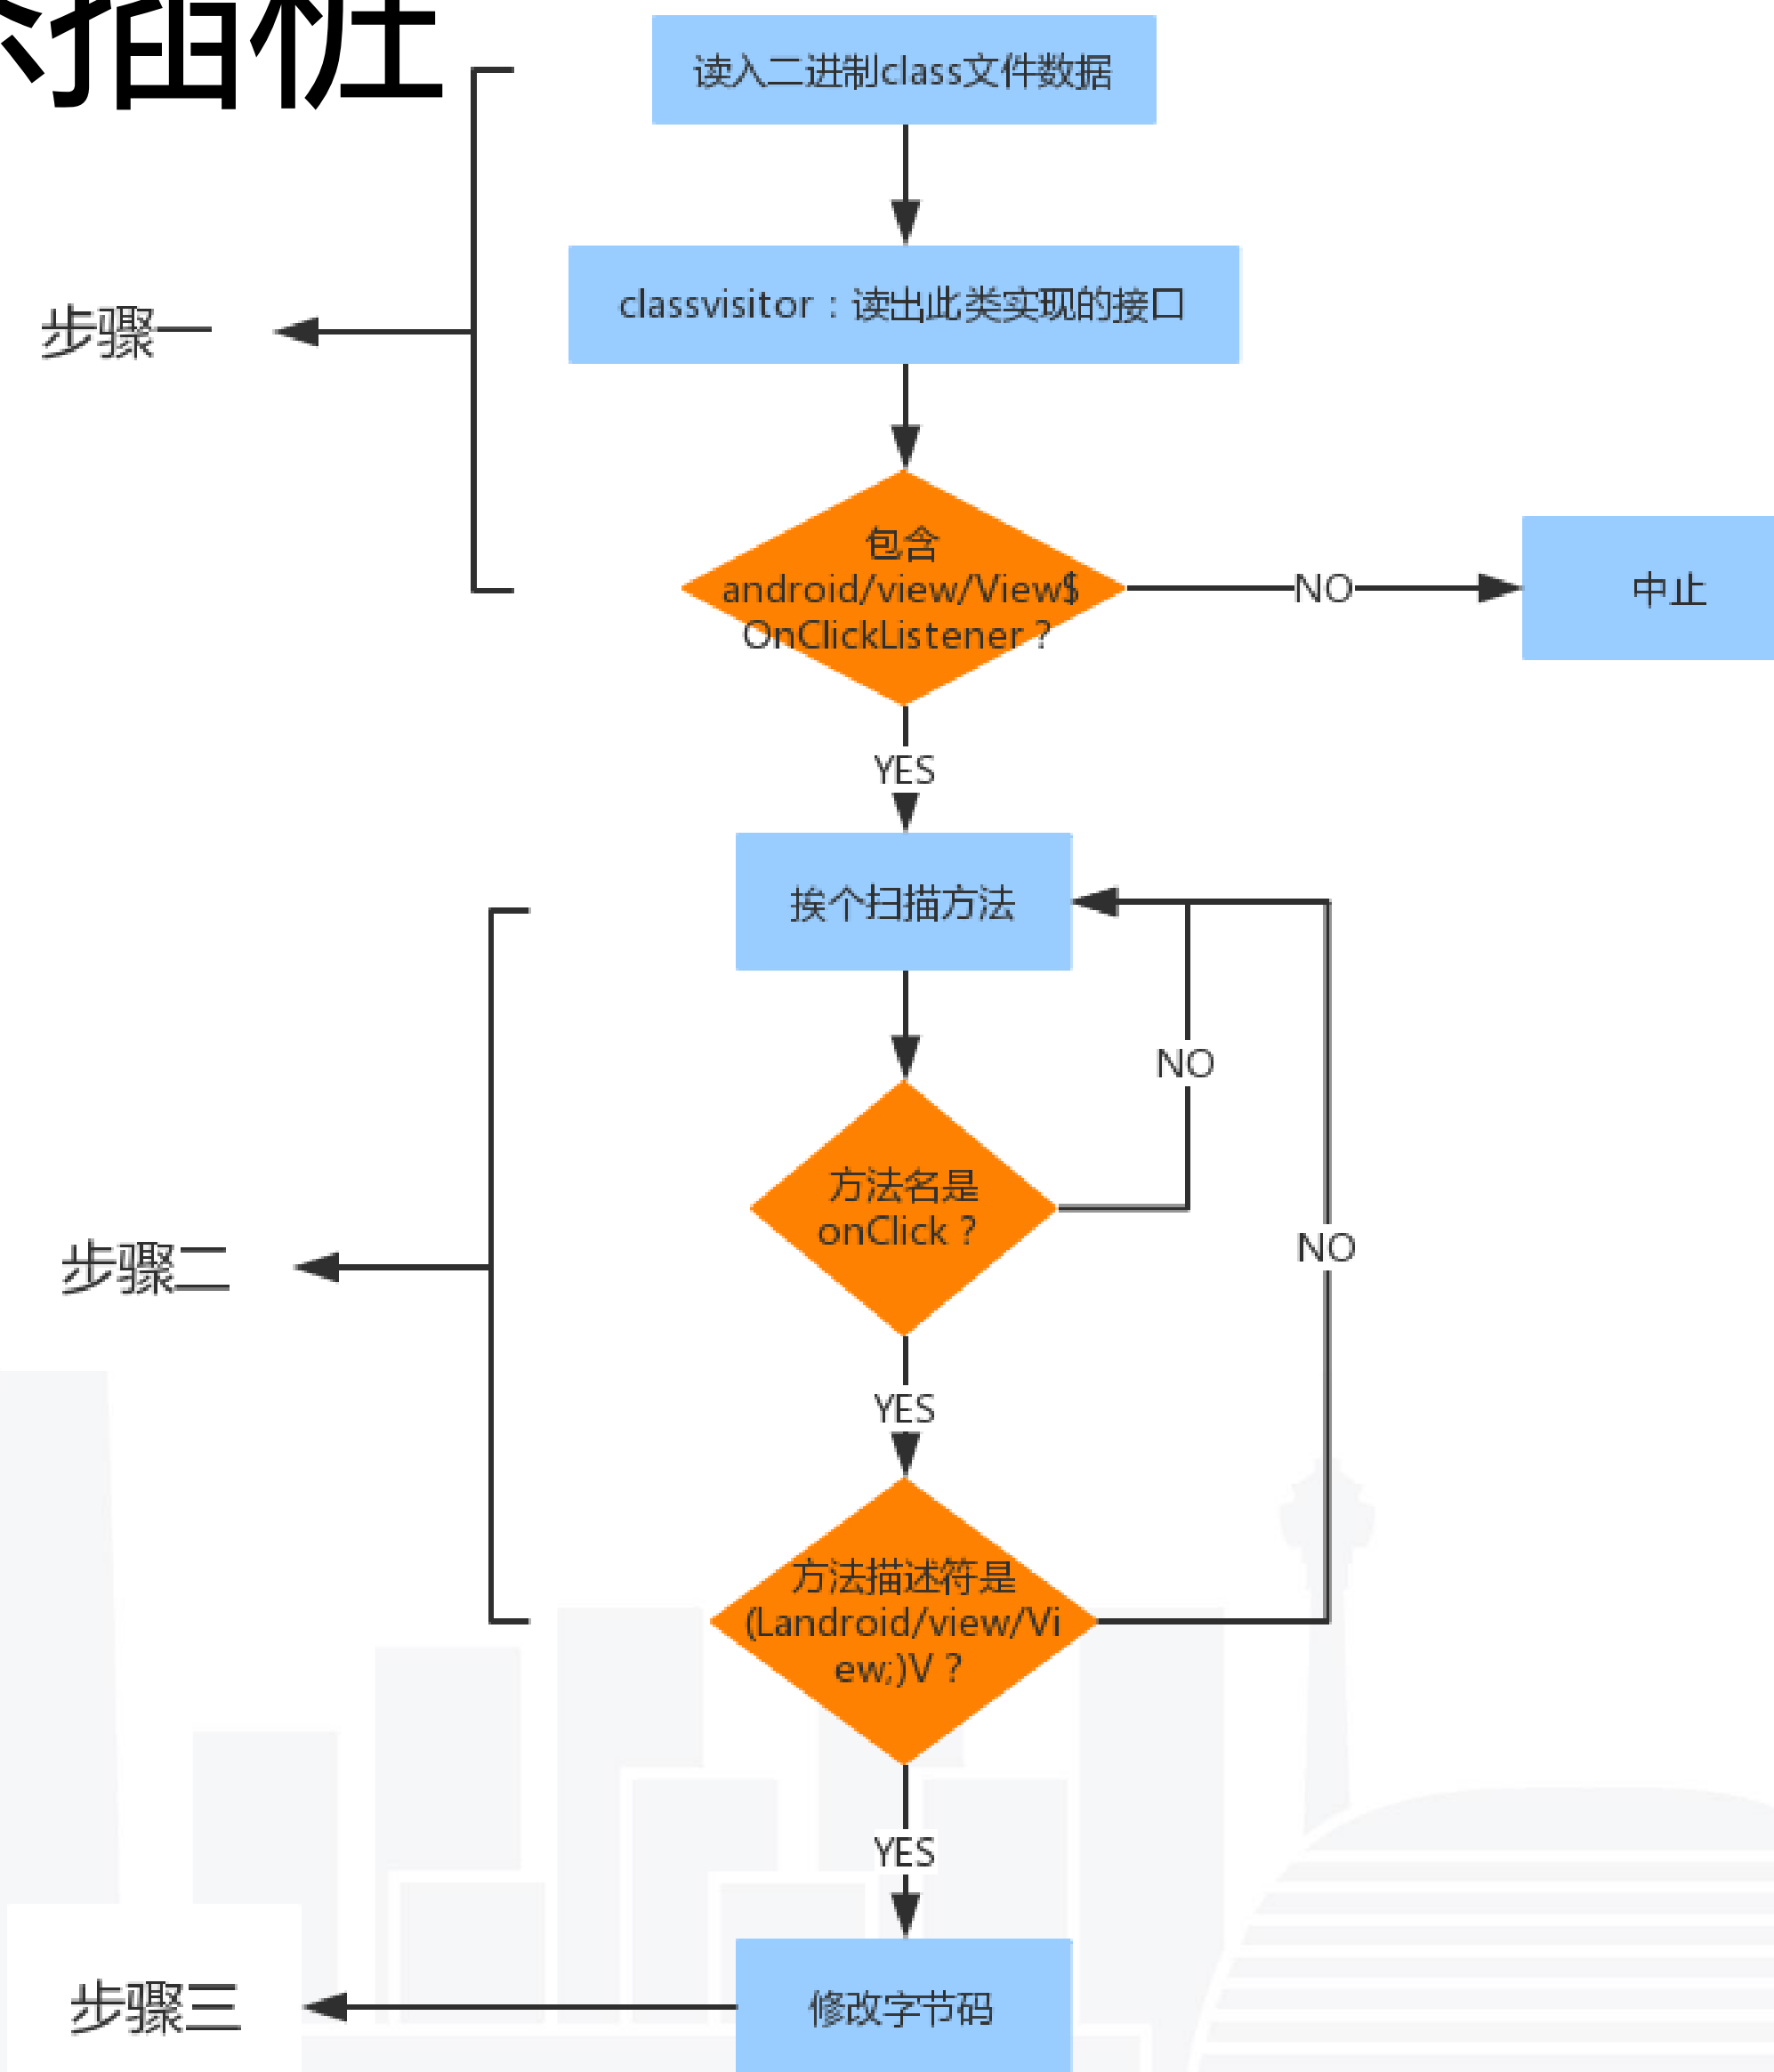 插桩
读入二进制class文件数据
classvisitor：读出此类实现的接口
步骤一
包含
android/view/View$
OnClickListener？
NO
中止
YES
挨个扫描方法
NO
方法名是
onClick？
NO
步骤二
YES
方法描述符是
(Landroid/view/Vi
ew;)V？
YES
步骤三
修改字节码